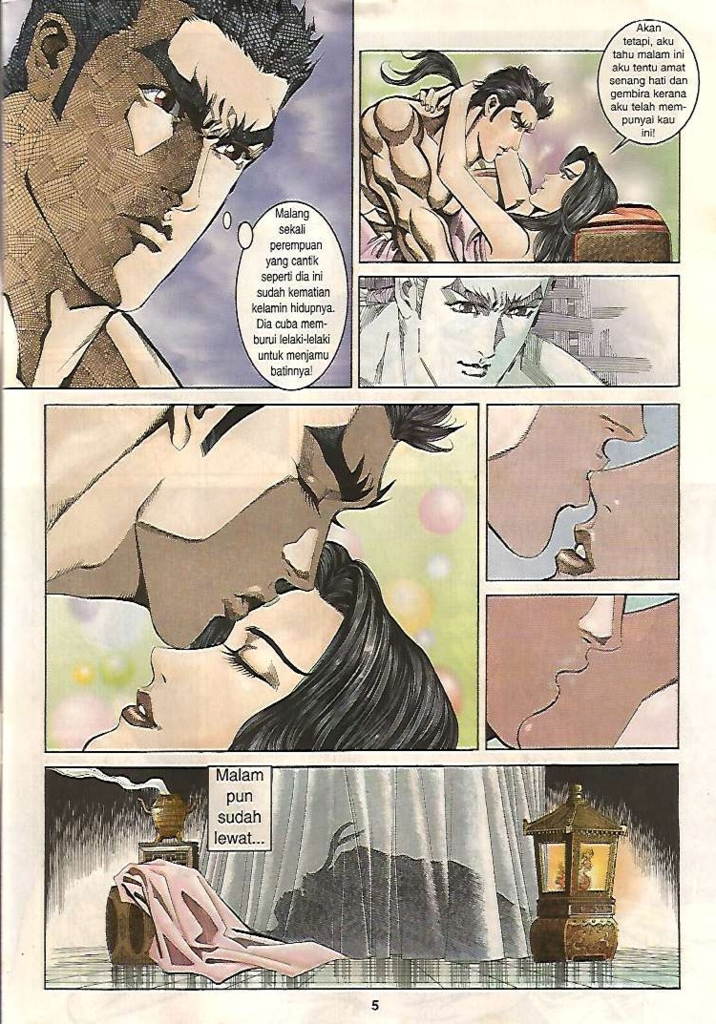 Malang
sekali
perempuan
yang cantik
seperti dia ini
sudah kematian
hidupnya.
Dia cuba mem-
burui lelaki-lelaki
untuk menjamu
batinnya!
Akan
tetapi, aku
tahu malam ini
aku tentu amat
senang hati dan
gembira kerana
aku telah mem-
punyai kau
ini!
Malam
pun
sudah
lewat...
5